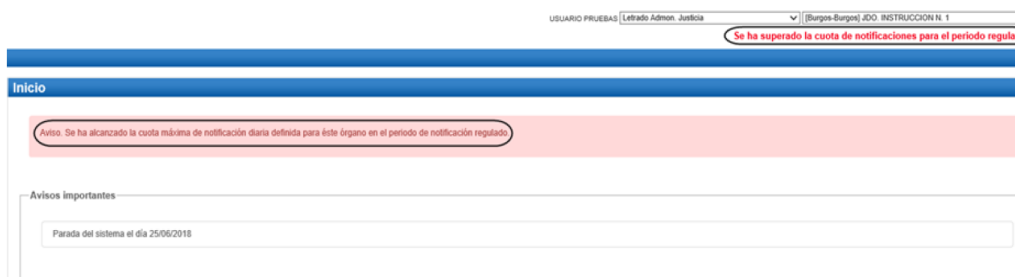 USUARIO PRUEBAS Letrado Admon. Justicia [Burgos-Burgos] JDO. INSTRUCCION N. 1
Se ha superado la cuota de notificaciones para el periodo regula
Inicio
Aviso. Se ha alcanzado la cuota máxima de notificación diaria definida para éste órgano en el periodo de notificación regulado.
Avisos importantes
Parada del sistema el día 25/06/2018